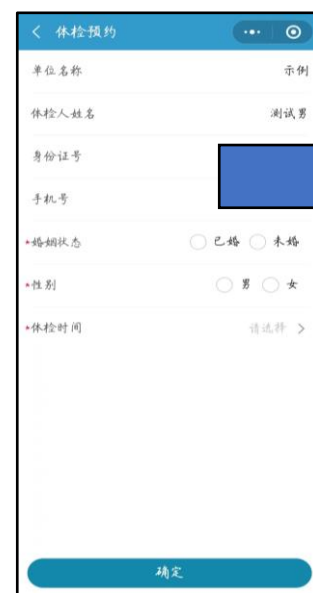 体检预约
单位名称 示例
体检人姓名 测试男
身份证号
手机号
*婚姻状态 已婚 未婚
*性别 男 女
*体检时间 请选择 >
确定